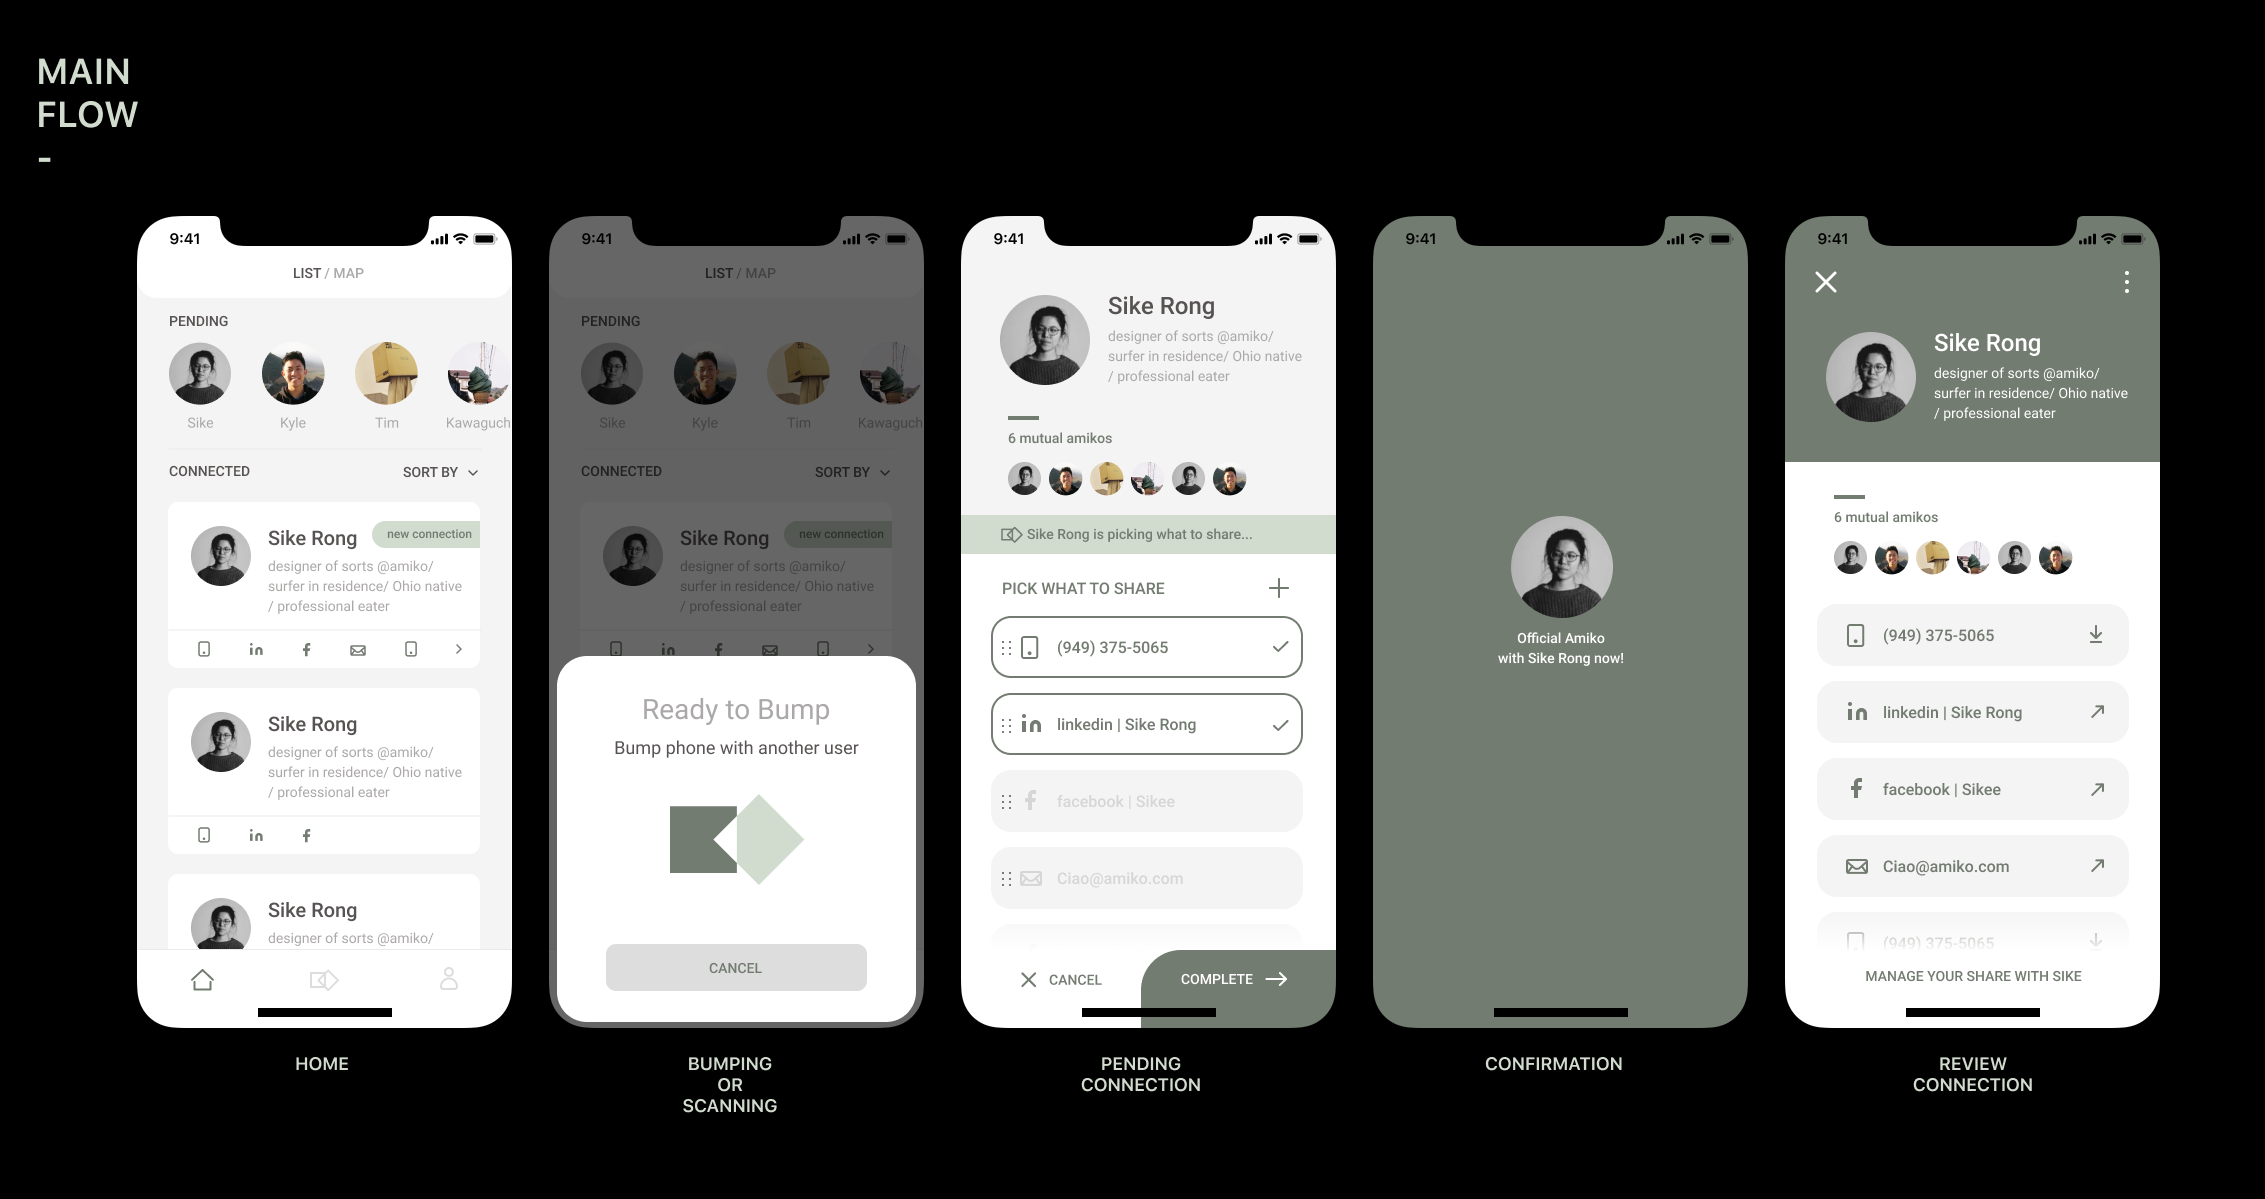 MAIN
FLOW
-
9:41
LIST / MAP
PENDING
Sike
Kyle
Tim
Kawaguch
CONNECTED
SORT BY
Sike Rong
new connection
designer of sorts @amiko/
surfer in residence/ Ohio native
/ professional eater
Sike Rong
designer of sorts @amiko/
surfer in residence/ Ohio native
/ professional eater
Sike Rong
designer of sorts @amiko/
HOME
9:41
LIST / MAP
PENDING
Sike
Kyle
Tim
Kawaguch
CONNECTED
SORT BY
Sike Rong
new connection
designer of sorts @amiko/
surfer in residence/ Ohio native
/ professional eater
Ready to Bump
Bump phone with another user
CANCEL
BUMPING
OR
SCANNING
9:41
Sike Rong
designer of sorts @amiko/
surfer in residence/ Ohio native
/ professional eater
6 mutual amikos
Sike Rong is picking what to share...
PICK WHAT TO SHARE
(949) 375-5065
linkedin | Sike Rong
facebook | Sikee
Ciao@amiko.com
CANCEL
COMPLETE
PENDING
CONNECTION
9:41
Official Amiko
with Sike Rong now!
CONFIRMATION
9:41
Sike Rong
designer of sorts @amiko/
surfer in residence/ Ohio native
/ professional eater
6 mutual amikos
(949) 375-5065
linkedin | Sike Rong
facebook | Sikee
Ciao@amiko.com
(949) 375-5065
MANAGE YOUR SHARE WITH SIKE
REVIEW
CONNECTION